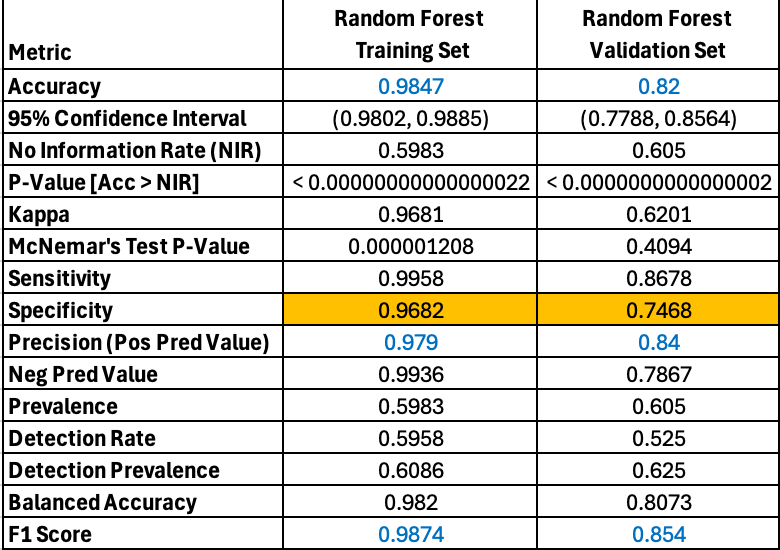 Metric Random Forest Training Set Random Forest Validation Set
Accuracy 0.9847 0.82
95% Confidence Interval (0.9802, 0.9885) (0.7788, 0.8564)
No Information Rate (NIR) 0.5983 0.605
P-Value [Acc > NIR] < 0.00000000000000022 < 0.0000000000000002
Kappa 0.9681 0.6201
McNemar's Test P-Value 0.000001208 0.4094
Sensitivity 0.9958 0.8678
Specificity 0.9682 0.7468
Precision (Pos Pred Value) 0.979 0.84
Neg Pred Value 0.9936 0.7867
Prevalence 0.5983 0.605
Detection Rate 0.5958 0.525
Detection Prevalence 0.6086 0.625
Balanced Accuracy 0.982 0.8073
F1 Score 0.9874 0.854